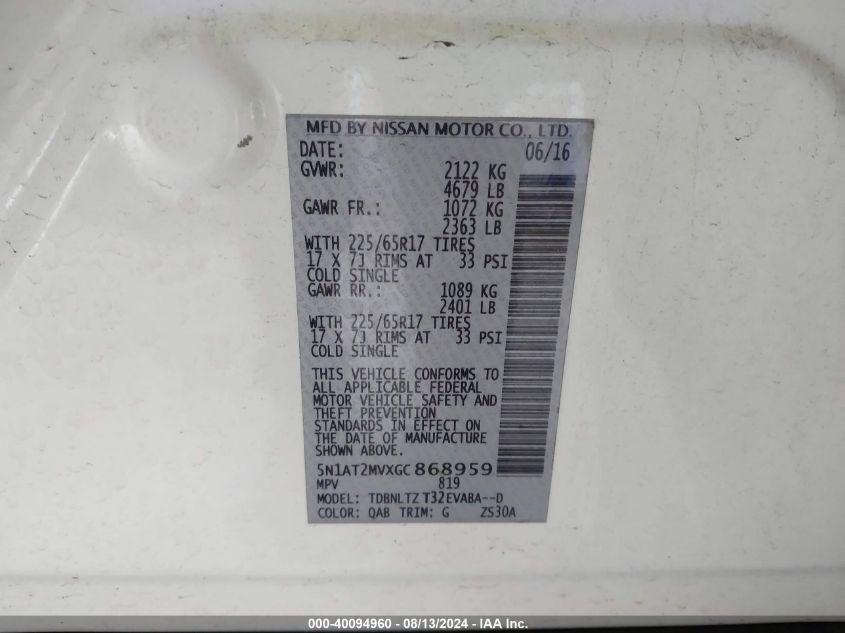 MFD BY NISSAN MOTOR CO., LTD.
DATE: 06/16
GVWR: 2122 KG
4679 LB
GAWR FR.: 1072 KG
2363 LB
WITH 225/65R17 TIRES
17 X 7J RIMS AT 33 PSI
COLD SINGLE
GAWR RR.: 1089 KG
2401 LB
WITH 225/65R17 TIRES
17 X 7J RIMS AT 33 PSI
COLD SINGLE
THIS VEHICLE CONFORMS TO
ALL APPLICABLE FEDERAL
MOTOR VEHICLE SAFETY AND
THEFT PREVENTION
STANDARDS IN EFFECT ON
THE DATE OF MANUFACTURE
SHOWN ABOVE.
5N1AT2MVXGC868959
MPV 819
MODEL: TDBNLTZ T32EVABA--D
COLOR: QAB TRIM: G ZS30A
000-40094960 - 08/13/2024 - IAA Inc.